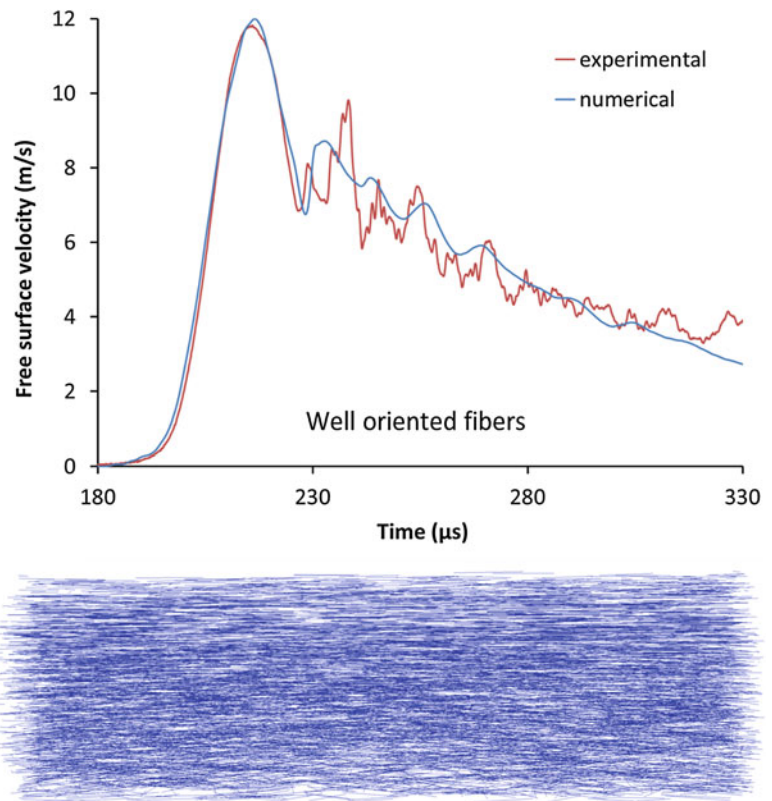 12
10
8
6
4
2
0
Free surface velocity (m/s)
experimental
numerical
Well oriented fibers
180
230
280
330
Time (µs)